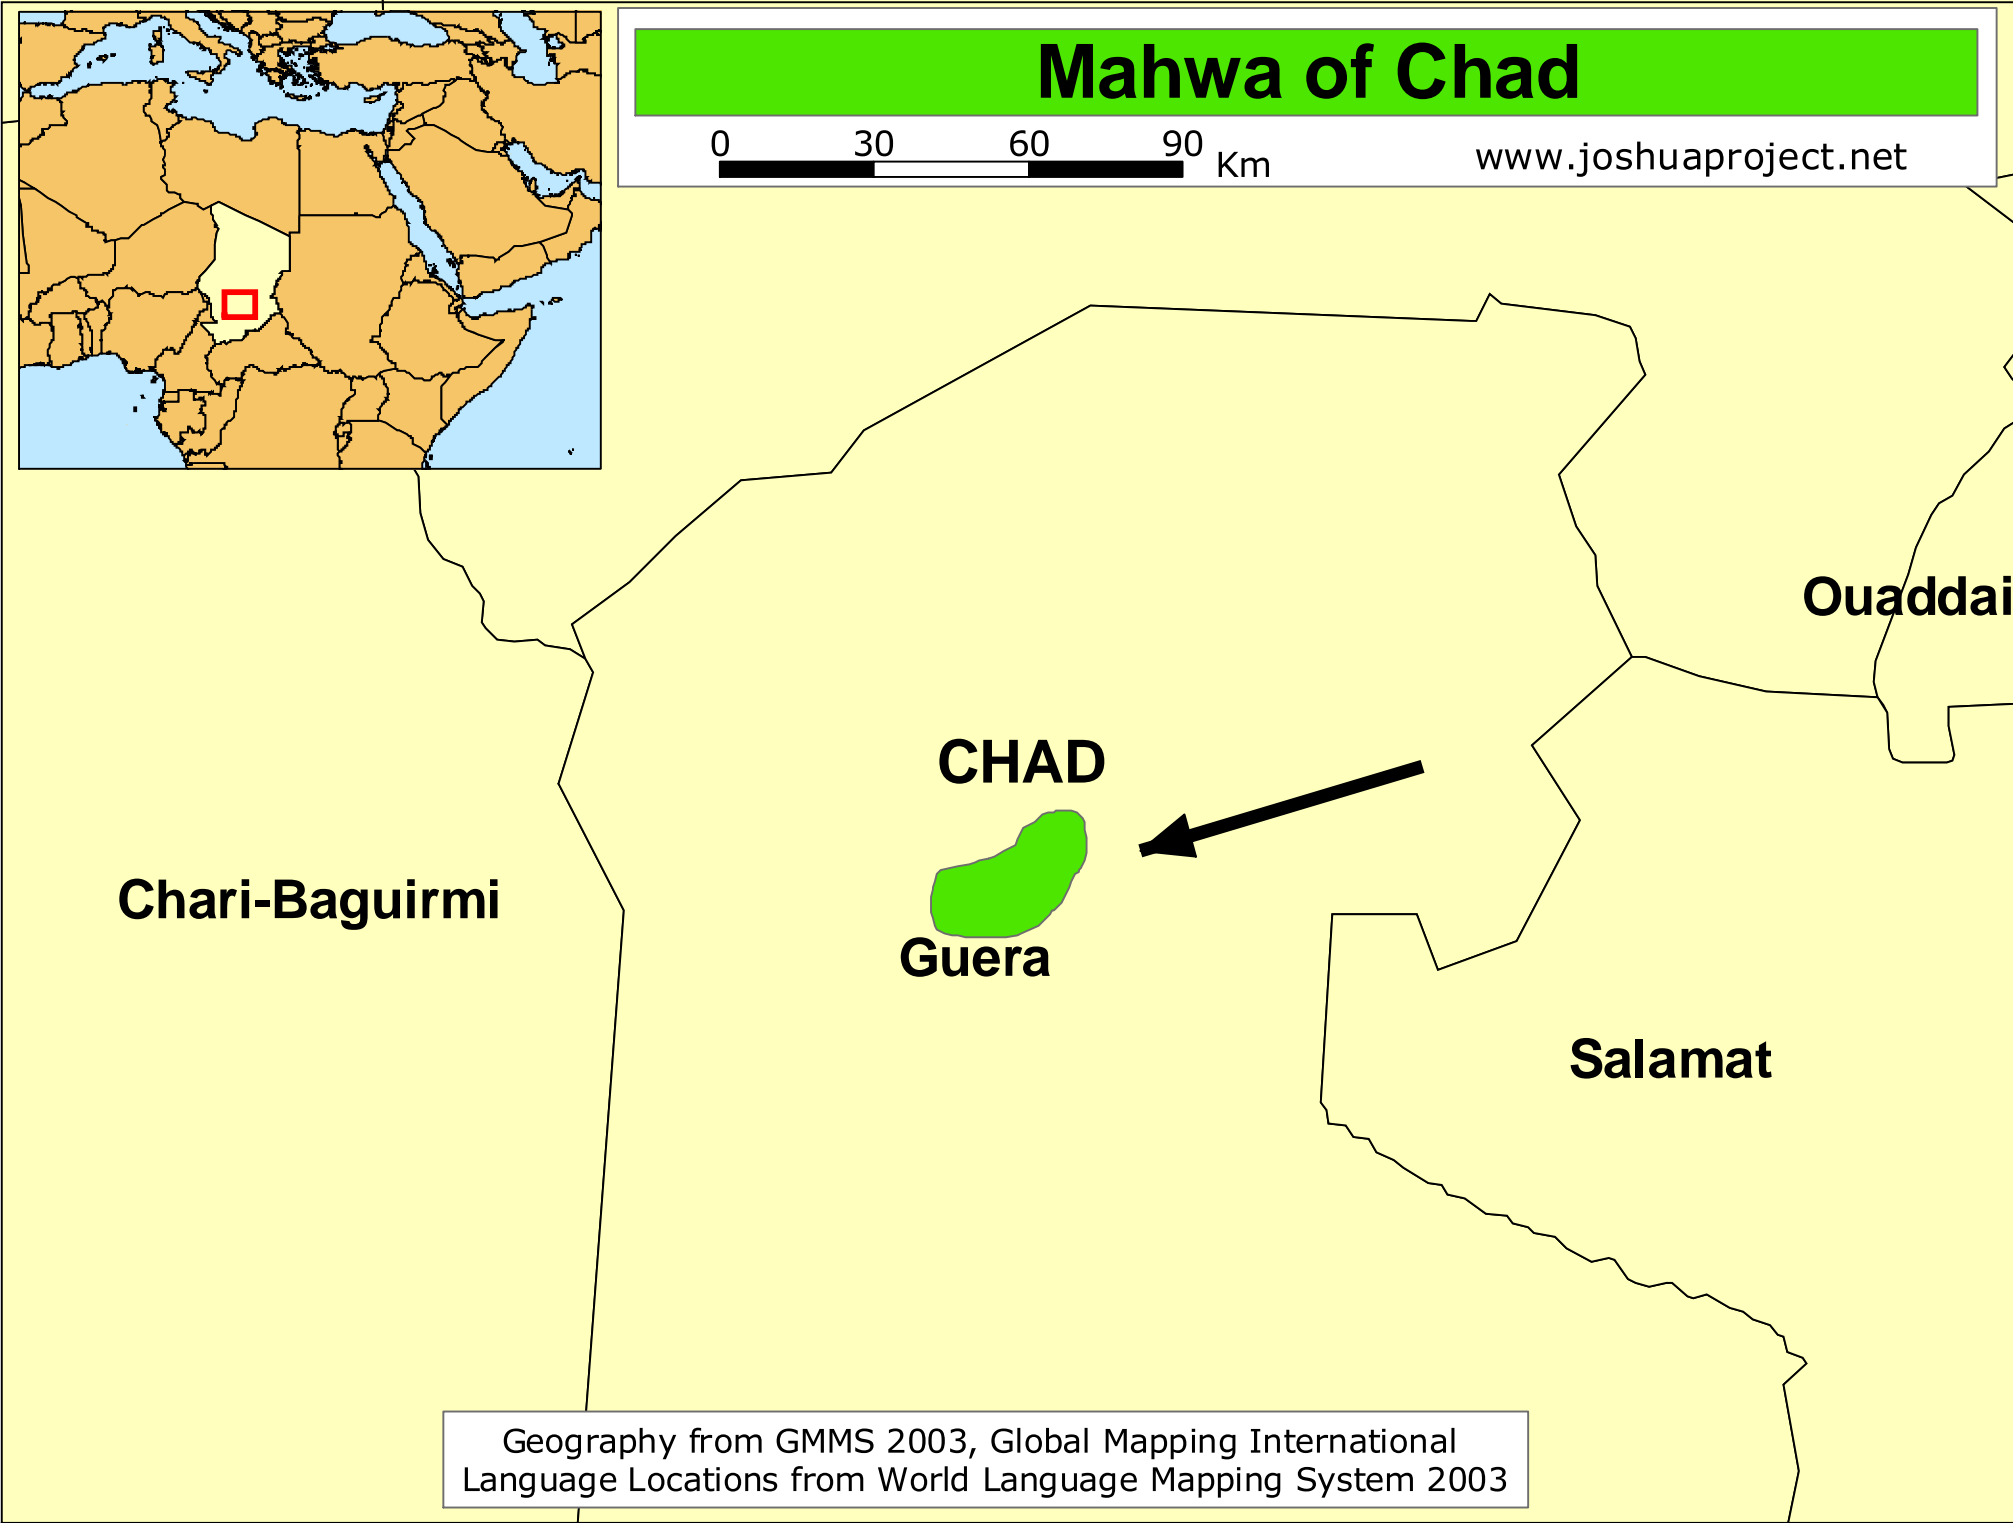 Mahwa of Chad
0 30 60 90 Km
www.joshuaproject.net
Ouaddai
CHAD
Chari-Baguirmi
Guera
Salamat
Geography from GMMS 2003, Global Mapping International
Language Locations from World Language Mapping System 2003